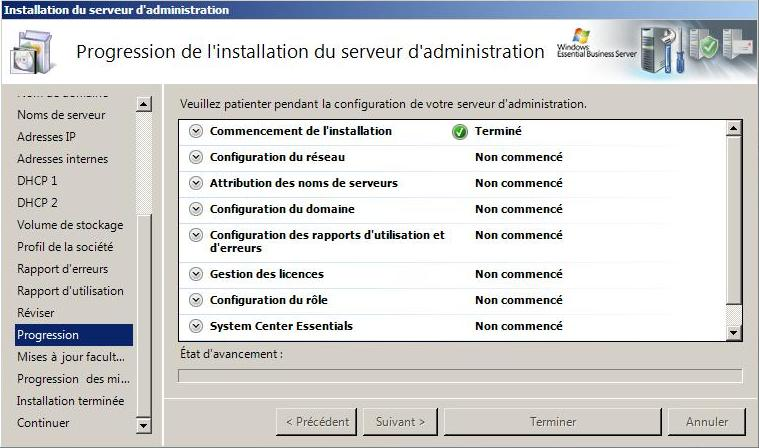 Installation du serveur d'administration
Progression de l'installation du serveur d'administration
Windows
Essential Business Server
Noms de serveur
Adresses IP
Adresses internes
DHCP 1
DHCP 2
Volume de stockage
Profil de la société
Rapport d'erreurs
Rapport d'utilisation
Réviser
Progression
Mises à jour facult...
Progression des mi...
Installation terminée
Continuer
Veuillez patienter pendant la configuration de votre serveur d'administration.
Commencement de l'installation Terminé
Configuration du réseau Non commencé
Attribution des noms de serveurs Non commencé
Configuration du domaine Non commencé
Configuration des rapports d'utilisation et Non commencé
d'erreurs
Gestion des licences Non commencé
Configuration du rôle Non commencé
System Center Essentials Non commencé
État d'avancement :
< Précédent Suivant > Terminer Annuler